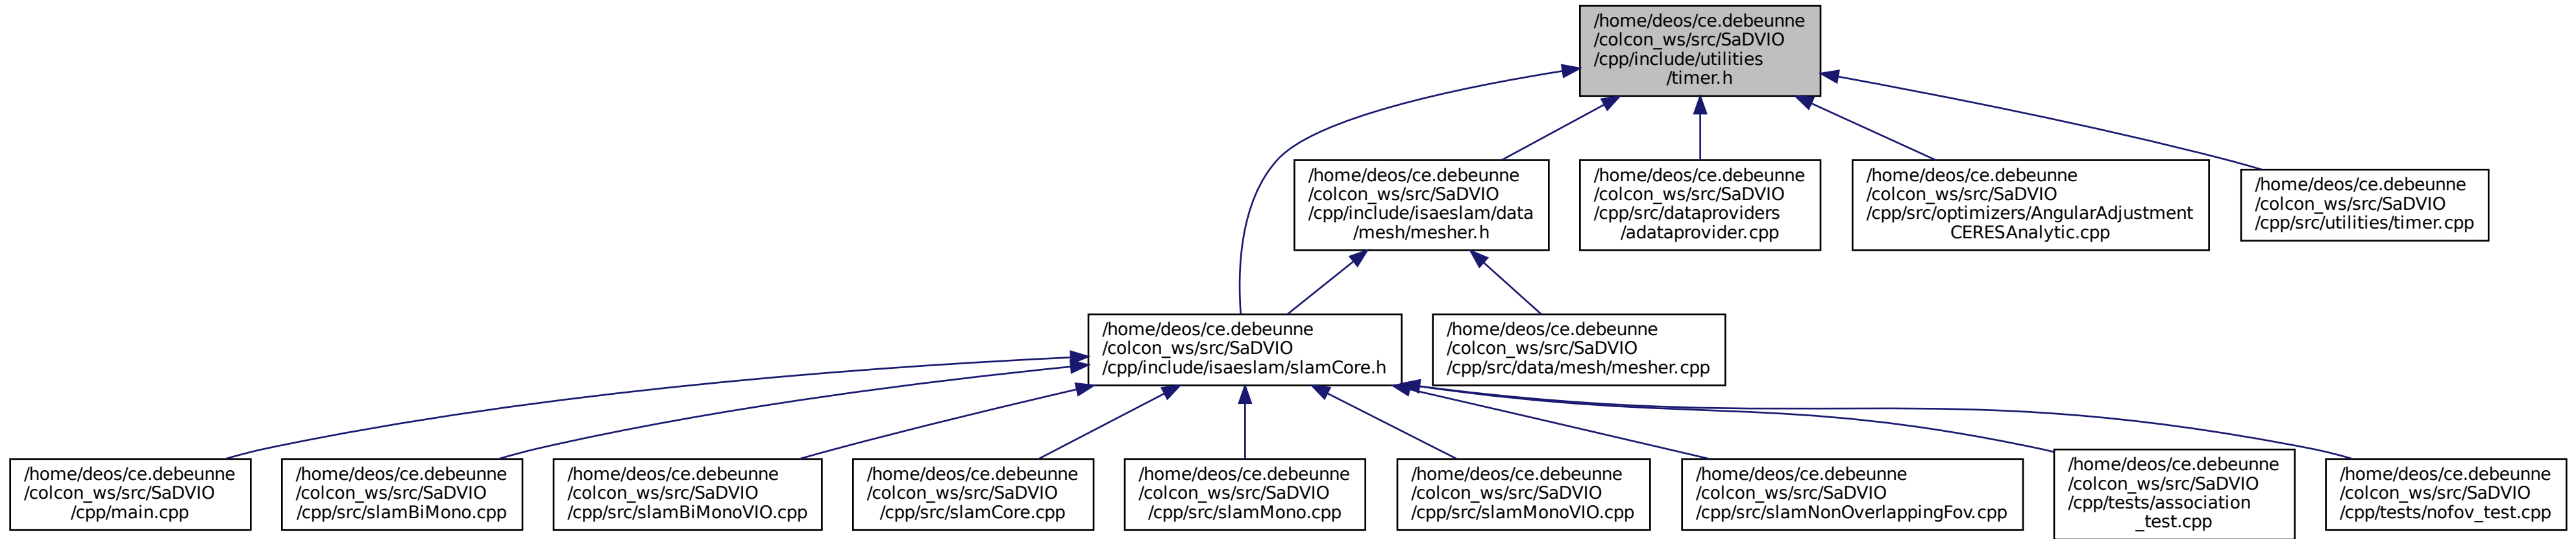 /home/deos/ce.debeunne
/colcon_ws/src/SaDVIO
/cpp/include/utilities
/timer.h
/home/deos/ce.debeunne
/colcon_ws/src/SaDVIO
/cpp/include/isaeslam/data
/mesh/mesher.h
/home/deos/ce.debeunne
/colcon_ws/src/SaDVIO
/cpp/src/dataproviders
/adataprovider.cpp
/home/deos/ce.debeunne
/colcon_ws/src/SaDVIO
/cpp/src/optimizers/AngularAdjustment
CERESAnalytic.cpp
/home/deos/ce.debeunne
/colcon_ws/src/SaDVIO
/cpp/src/utilities/timer.cpp
/home/deos/ce.debeunne
/colcon_ws/src/SaDVIO
/cpp/include/isaeslam/slamCore.h
/home/deos/ce.debeunne
/colcon_ws/src/SaDVIO
/cpp/src/data/mesh/mesher.cpp
/home/deos/ce.debeunne
/colcon_ws/src/SaDVIO
/cpp/main.cpp
/home/deos/ce.debeunne
/colcon_ws/src/SaDVIO
/cpp/src/slamBiMono.cpp
/home/deos/ce.debeunne
/colcon_ws/src/SaDVIO
/cpp/src/slamBiMonoVIO.cpp
/home/deos/ce.debeunne
/colcon_ws/src/SaDVIO
/cpp/src/slamCore.cpp
/home/deos/ce.debeunne
/colcon_ws/src/SaDVIO
/cpp/src/slamMono.cpp
/home/deos/ce.debeunne
/colcon_ws/src/SaDVIO
/cpp/src/slamMonoVIO.cpp
/home/deos/ce.debeunne
/colcon_ws/src/SaDVIO
/cpp/src/slamNonOverlappingFov.cpp
/home/deos/ce.debeunne
/colcon_ws/src/SaDVIO
/cpp/tests/association
_test.cpp
/home/deos/ce.debeunne
/colcon_ws/src/SaDVIO
/cpp/tests/nofov_test.cpp